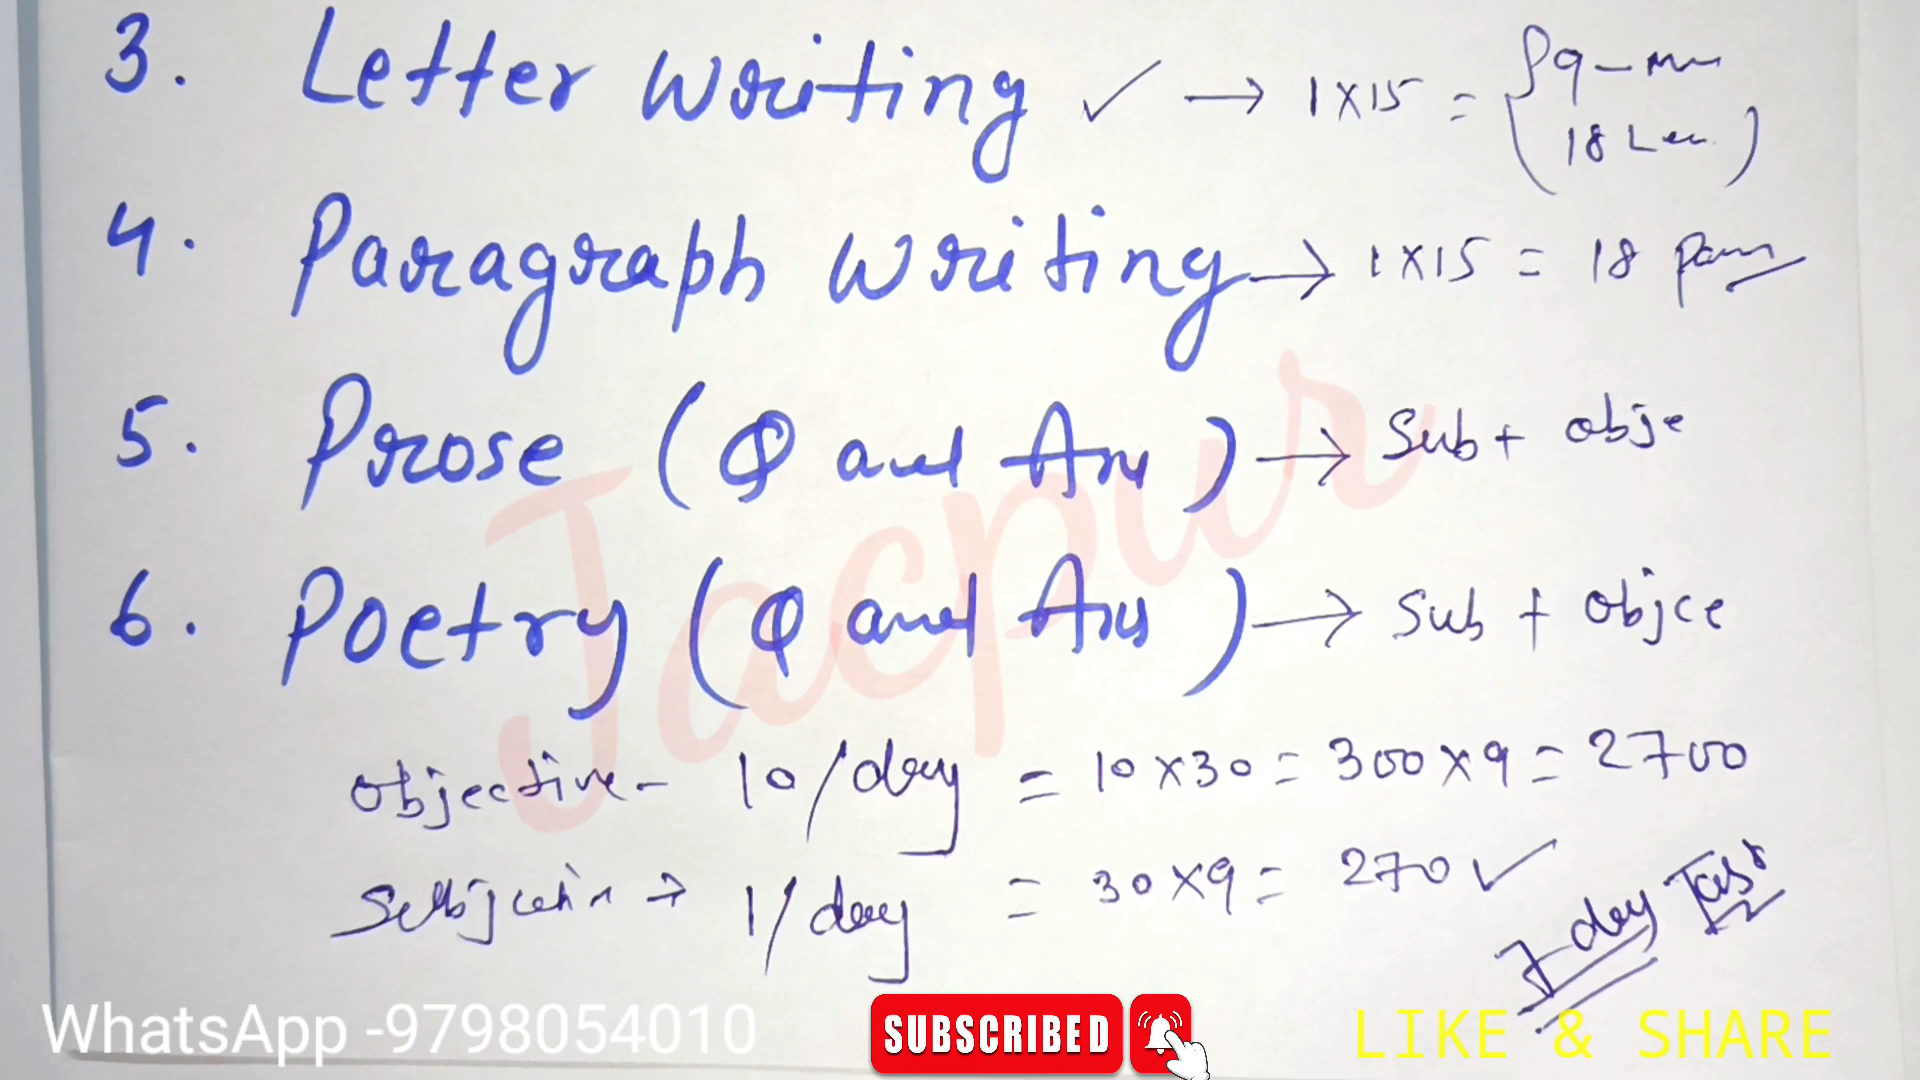 3. Letter Writing ✓ → 1×15 = 9-
(18 Let.)
4. Paragraph Writing → 1×15 = 18 para
5. Prose (Q and Ans) → Sub + obje
6. Poetry (Q and Ans) → Sub + Objce
Jacpur
objective - 10/day = 10×30 = 300×9 = 2700
→ 1/day = 30×9 = 270 ✓
7 day Test
WhatsApp -9798054010
SUBSCRIBED
LIKE & SHARE